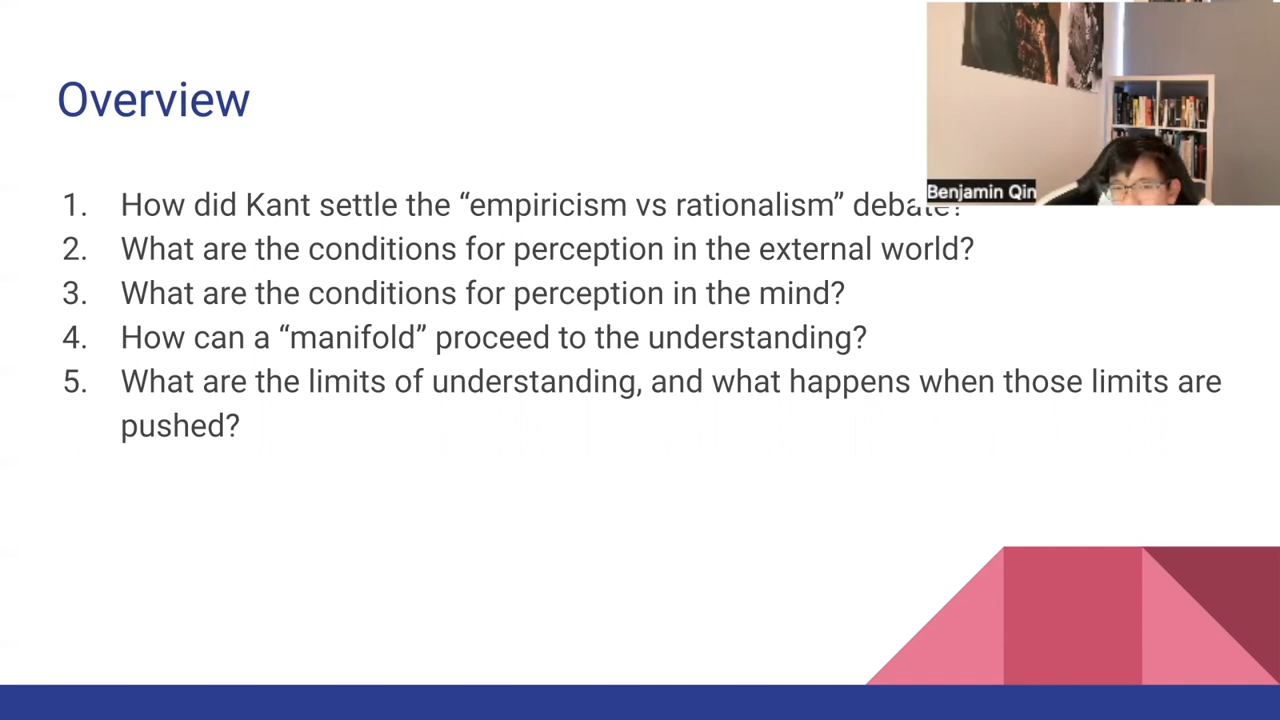 Overview
Benjamin Qin
1. How did Kant settle the “empiricism vs rationalism” debate?
2. What are the conditions for perception in the external world?
3. What are the conditions for perception in the mind?
4. How can a “manifold” proceed to the understanding?
5. What are the limits of understanding, and what happens when those limits are
pushed?